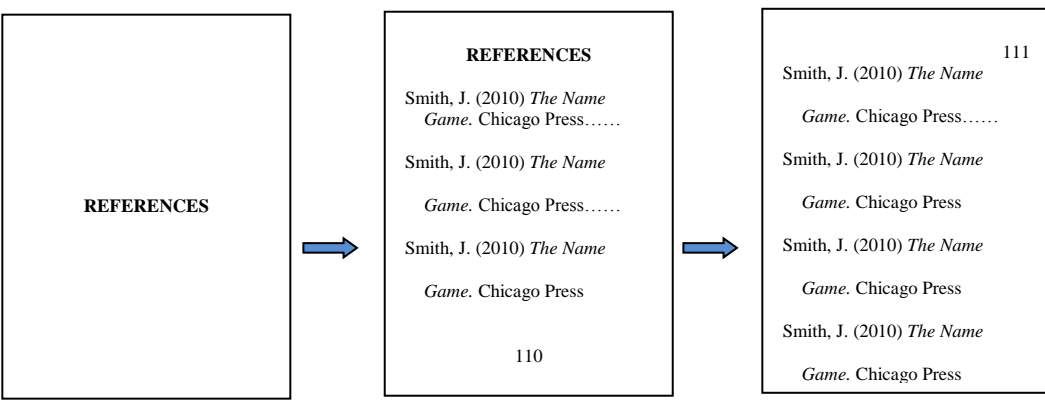 REFERENCES
REFERENCES
Smith, J. (2010) The Name
Game. Chicago Press……
Smith, J. (2010) The Name
Game. Chicago Press……
Smith, J. (2010) The Name
Game. Chicago Press
110
111
Smith, J. (2010) The Name
Game. Chicago Press……
Smith, J. (2010) The Name
Game. Chicago Press
Smith, J. (2010) The Name
Game. Chicago Press
Smith, J. (2010) The Name
Game. Chicago Press